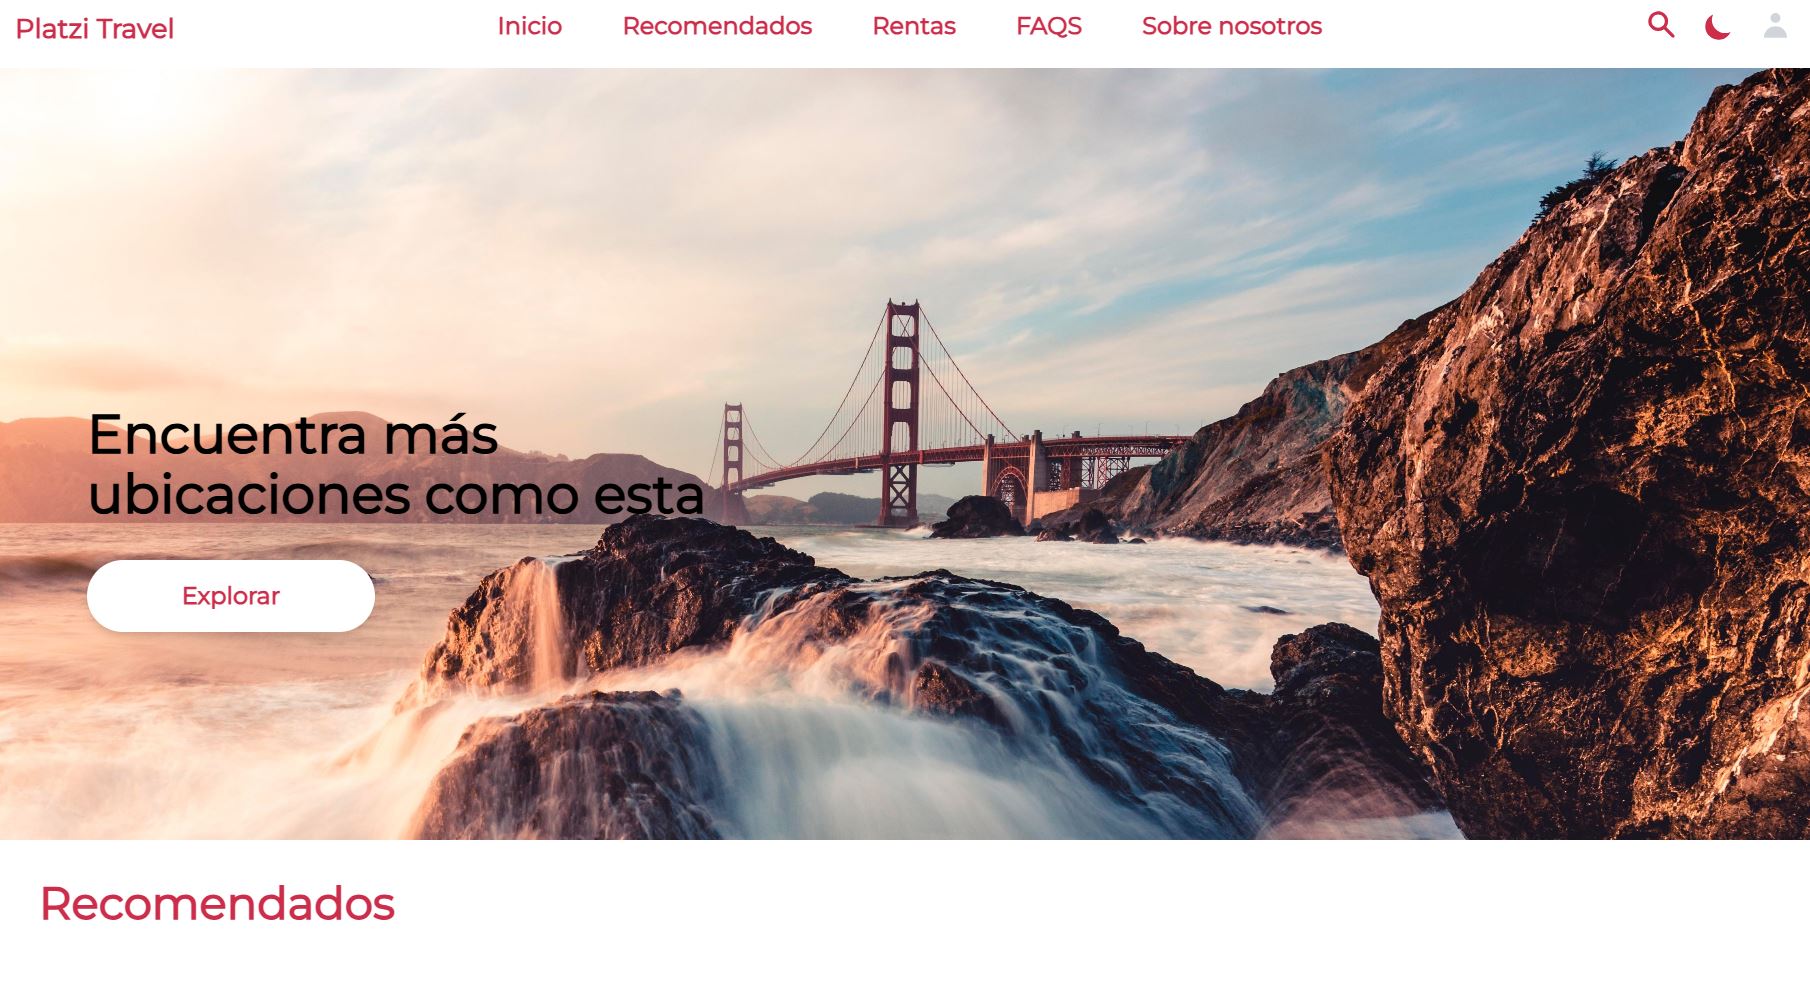 Platzi Travel
Inicio
Recomendados
Rentas
FAQS
Sobre nosotros
Encuentra más
ubicaciones como esta
Explorar
Recomendados